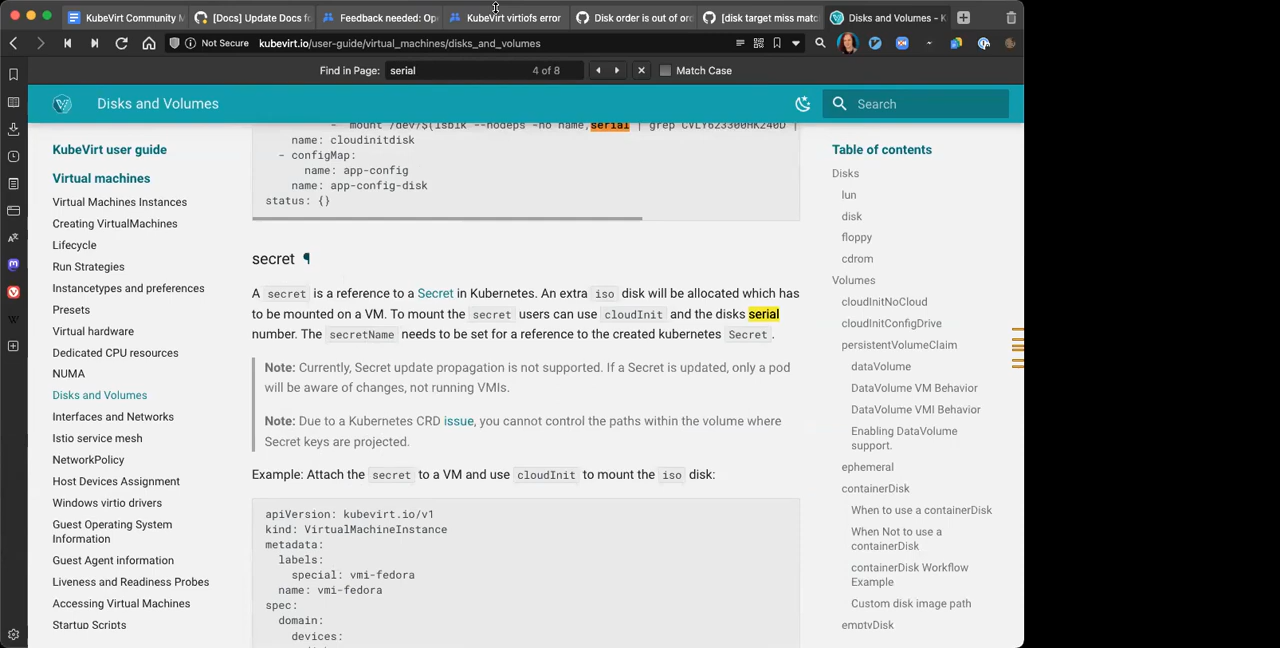 KubeVirt Community M
[Docs] Update Docs fo
Feedback needed: Op
KubeVirt virtiofs error
Disk order is out of or
[disk target miss matc
Disks and Volumes - K
Not Secure kubevirt.io/user-guide/virtual_machines/disks_and_volumes
Find in Page: serial 4 of 8 Match Case
Disks and Volumes
Search
KubeVirt user guide
Virtual machines
Virtual Machines Instances
Creating VirtualMachines
Lifecycle
Run Strategies
Instancetypes and preferences
Presets
Virtual hardware
Dedicated CPU resources
NUMA
Disks and Volumes
Interfaces and Networks
Istio service mesh
NetworkPolicy
Host Devices Assignment
Windows virtio drivers
Guest Operating System
Information
Guest Agent information
Liveness and Readiness Probes
Accessing Virtual Machines
Startup Scripts
- mount /dev/$(lsblk --nodeps -no name,serial | grep CVLY623300HK240D |
name: cloudinitdisk
- configMap:
name: app-config
name: app-config-disk
status: {}
secret ¶
A secret is a reference to a Secret in Kubernetes. An extra iso disk will be allocated which has
to be mounted on a VM. To mount the secret users can use cloudInit and the disks serial
number. The secretName needs to be set for a reference to the created kubernetes Secret.
Note: Currently, Secret update propagation is not supported. If a Secret is updated, only a pod
will be aware of changes, not running VMIs.
Note: Due to a Kubernetes CRD issue, you cannot control the paths within the volume where
Secret keys are projected.
Example: Attach the secret to a VM and use cloudInit to mount the iso disk:
apiVersion: kubevirt.io/v1
kind: VirtualMachineInstance
metadata:
labels:
special: vmi-fedora
name: vmi-fedora
spec:
domain:
devices:
Table of contents
Disks
lun
disk
floppy
cdrom
Volumes
cloudInitNoCloud
cloudInitConfigDrive
persistentVolumeClaim
dataVolume
DataVolume VM Behavior
DataVolume VMI Behavior
Enabling DataVolume
support.
ephemeral
containerDisk
When to use a containerDisk
When Not to use a
containerDisk
containerDisk Workflow
Example
Custom disk image path
emptyDisk